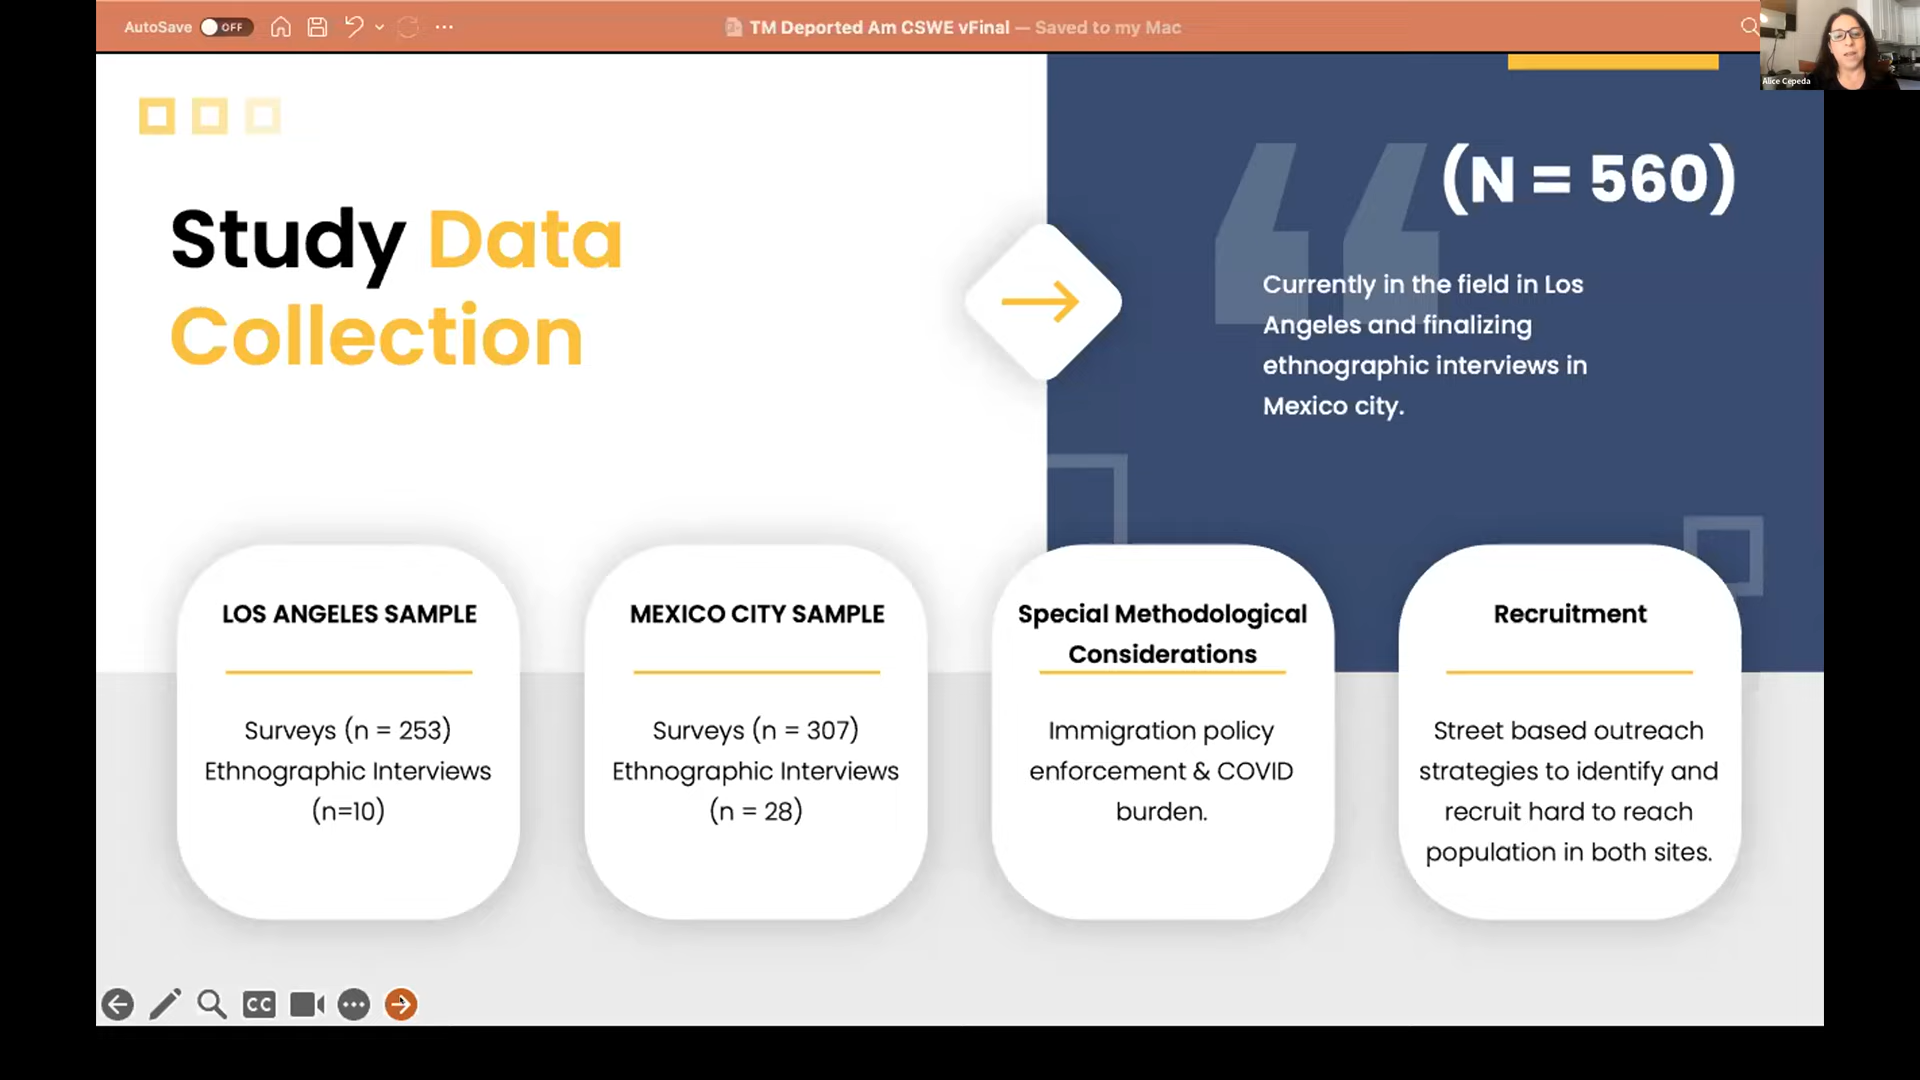 AutoSave OFF
TM Deported Am CSWE vFinal — Saved to my Mac
Alice Cepeda
Study Data
Collection
(N = 560)
Currently in the field in Los
Angeles and finalizing
ethnographic interviews in
Mexico city.
LOS ANGELES SAMPLE
Surveys (n = 253)
Ethnographic Interviews
(n=10)
MEXICO CITY SAMPLE
Surveys (n = 307)
Ethnographic Interviews
(n = 28)
Special Methodological
Considerations
Immigration policy
enforcement & COVID
burden.
Recruitment
Street based outreach
strategies to identify and
recruit hard to reach
population in both sites.
CC